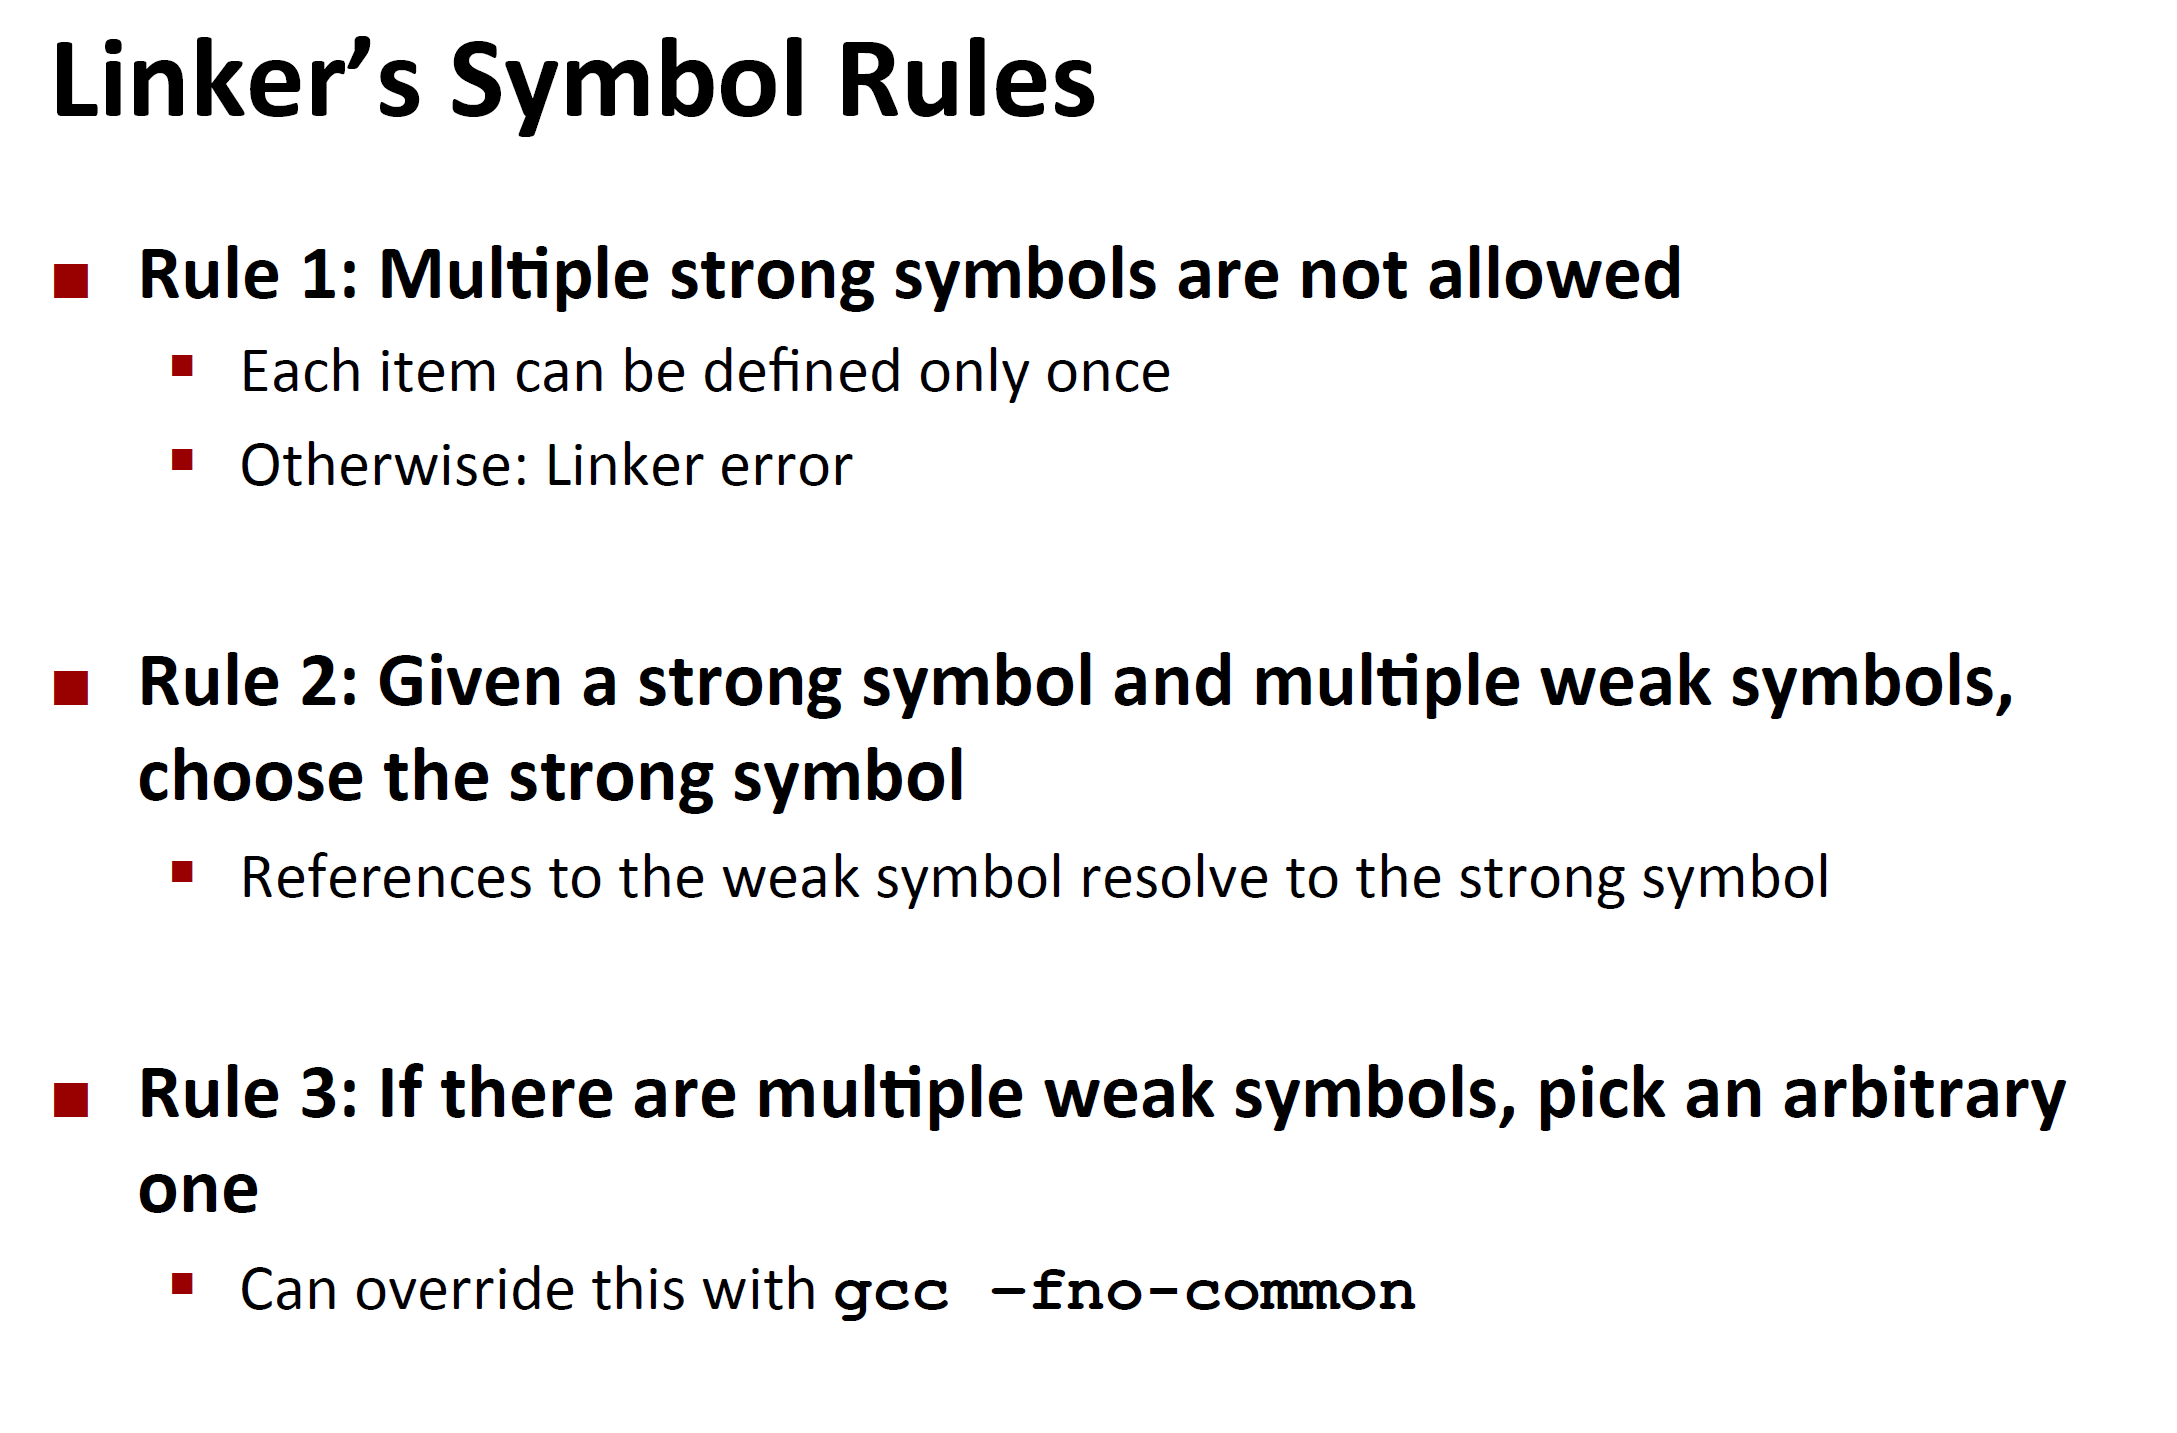 Linker’s Symbol Rules
Rule 1: Multiple strong symbols are not allowed
Each item can be defined only once
Otherwise: Linker error
Rule 2: Given a strong symbol and multiple weak symbols,
choose the strong symbol
References to the weak symbol resolve to the strong symbol
Rule 3: If there are multiple weak symbols, pick an arbitrary
one
Can override this with gcc –fno-common